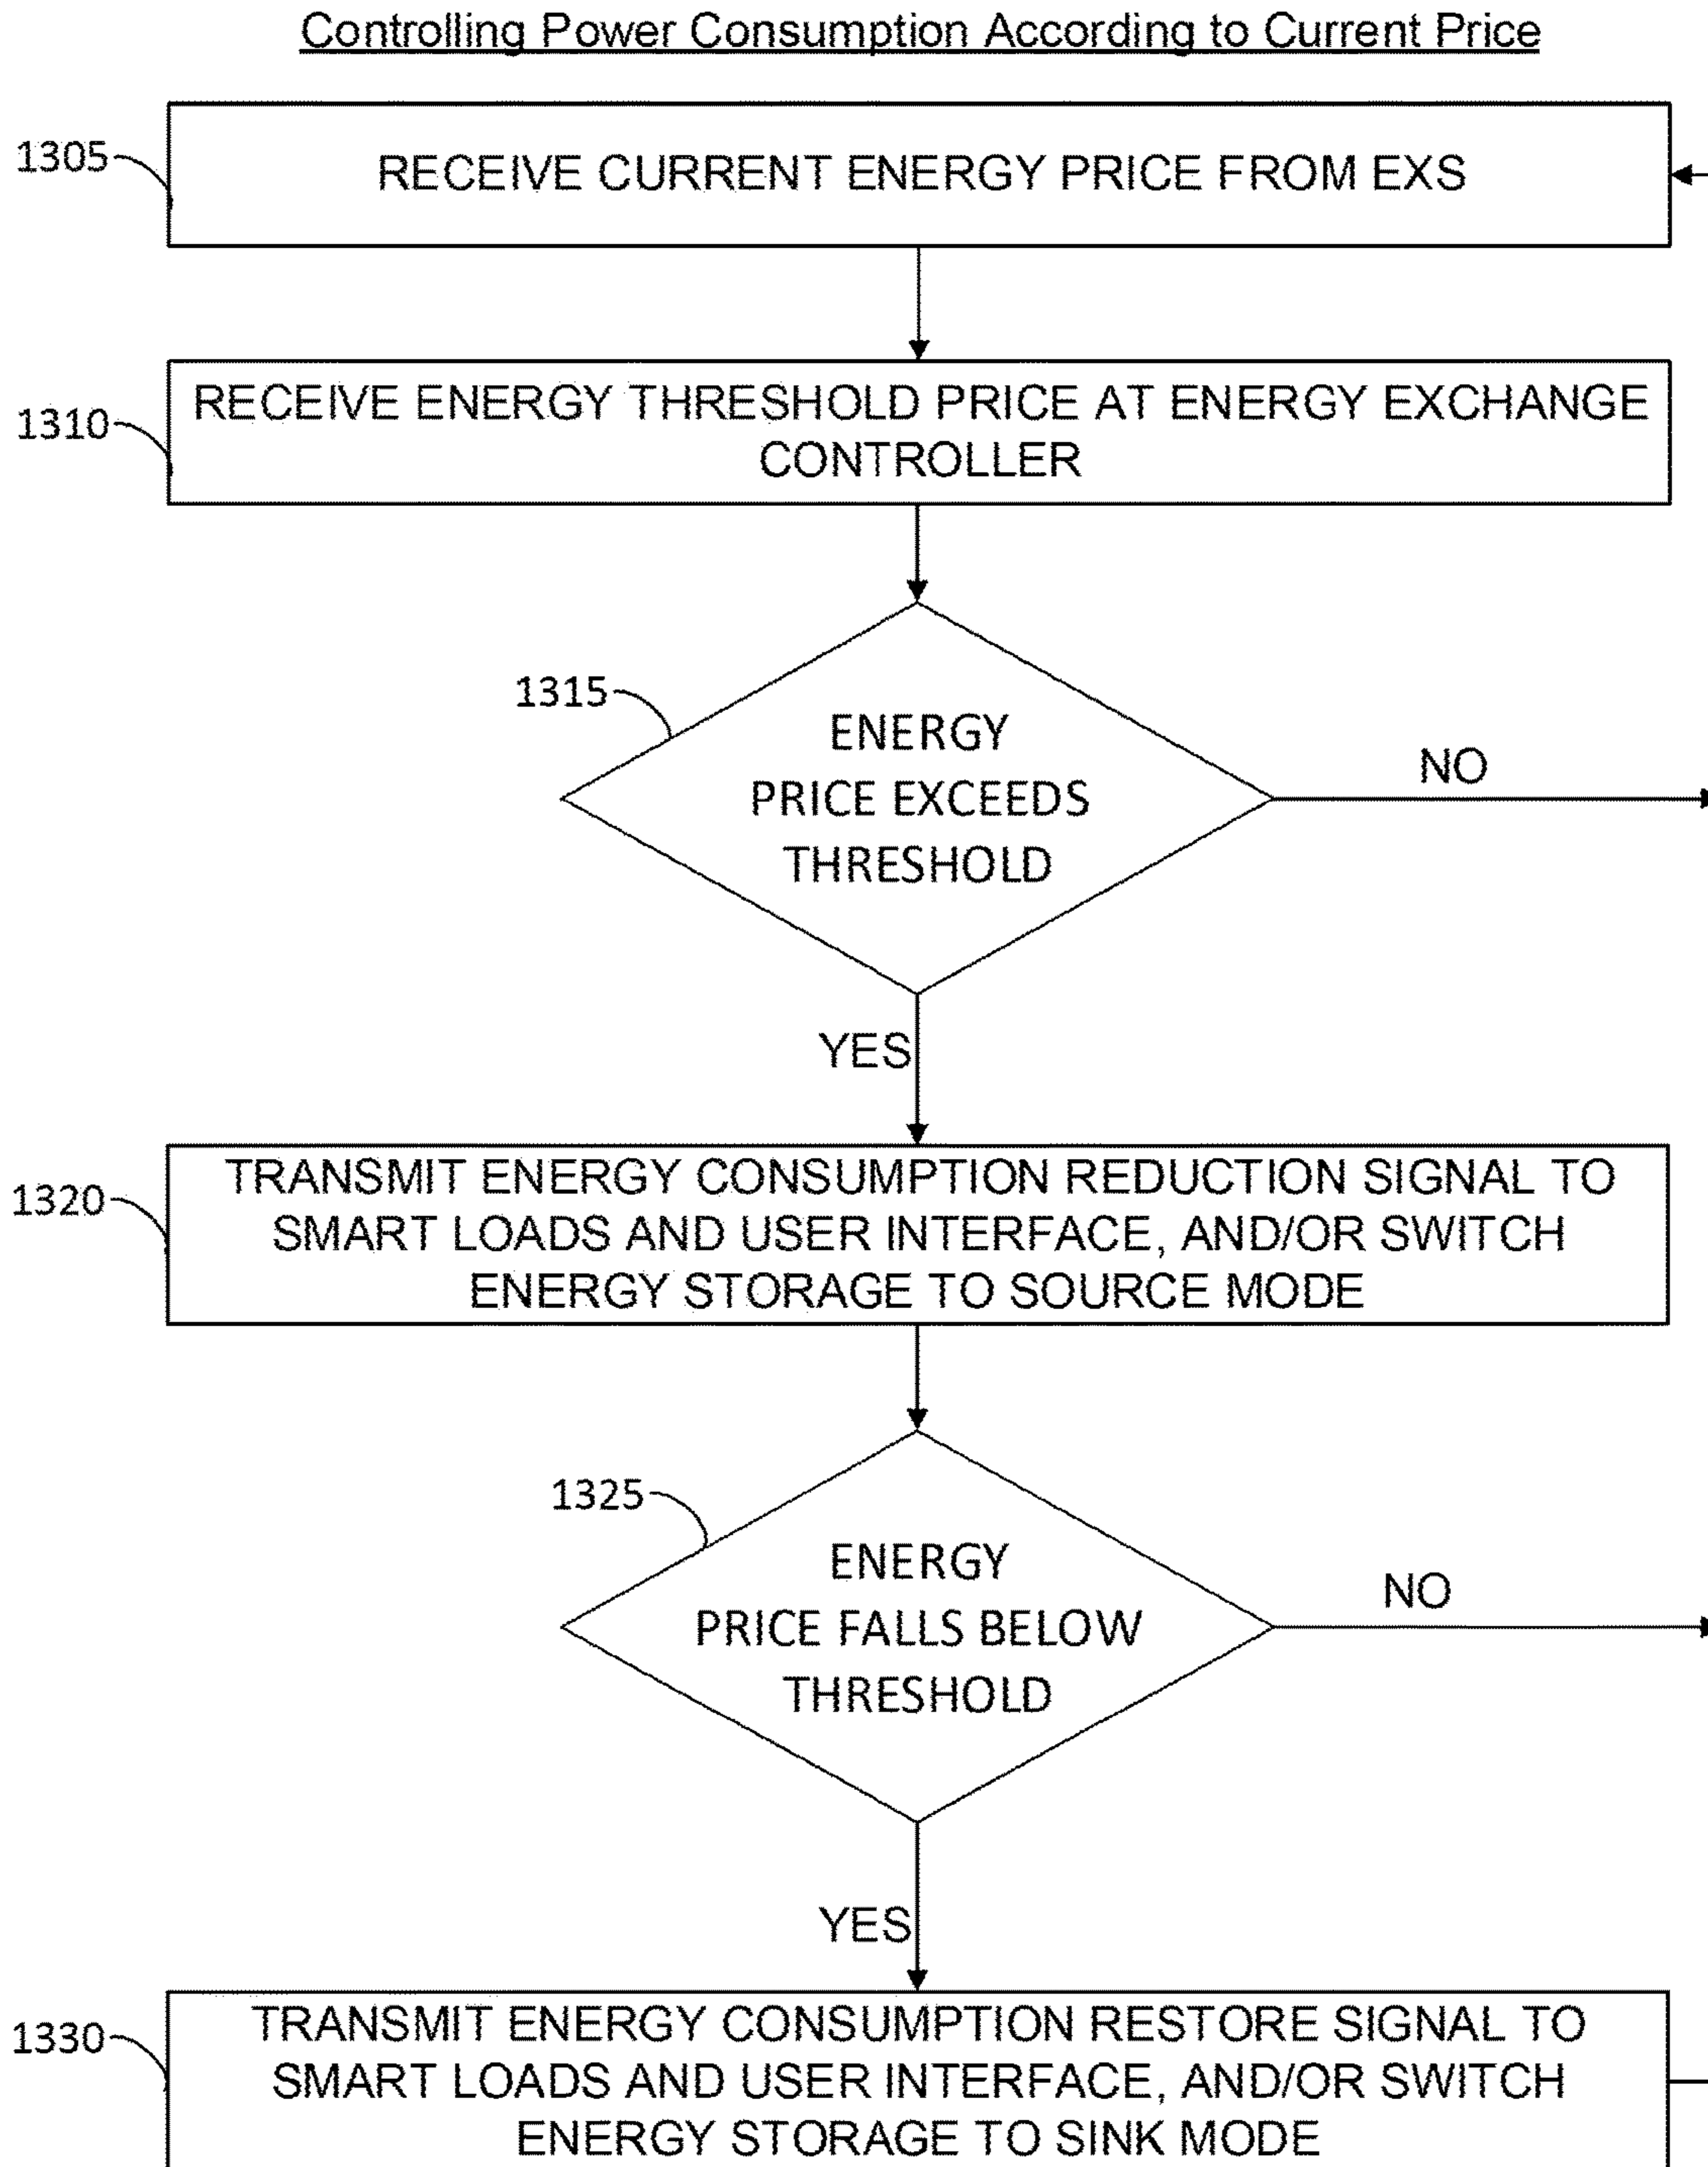 Controlling Power Consumption According to Current Price
1305
RECEIVE CURRENT ENERGY PRICE FROM EXS
1310
RECEIVE ENERGY THRESHOLD PRICE AT ENERGY EXCHANGE
CONTROLLER
1315
ENERGY
PRICE EXCEEDS
THRESHOLD
NO
YES
1320
TRANSMIT ENERGY CONSUMPTION REDUCTION SIGNAL TO
SMART LOADS AND USER INTERFACE, AND/OR SWITCH
ENERGY STORAGE TO SOURCE MODE
1325
ENERGY
PRICE FALLS BELOW
THRESHOLD
NO
YES
1330
TRANSMIT ENERGY CONSUMPTION RESTORE SIGNAL TO
SMART LOADS AND USER INTERFACE, AND/OR SWITCH
ENERGY STORAGE TO SINK MODE